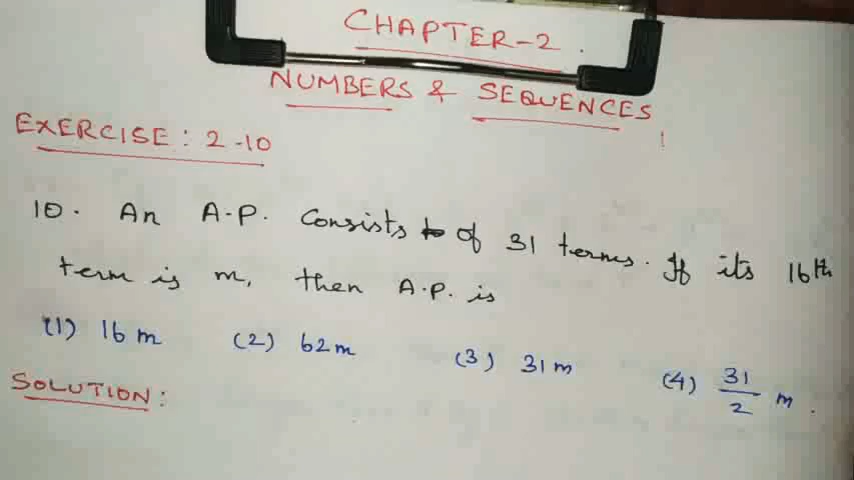 CHAPTER-2.
NUMBERS & SEQUENCES
EXERCISE: 2-10
10. An A.P. Consists of 31 terms. If its 16th
term is m, then A.P. is
(1) 16 m (2) 62m (3) 31 m (4) 31/2 m.
SOLUTION: